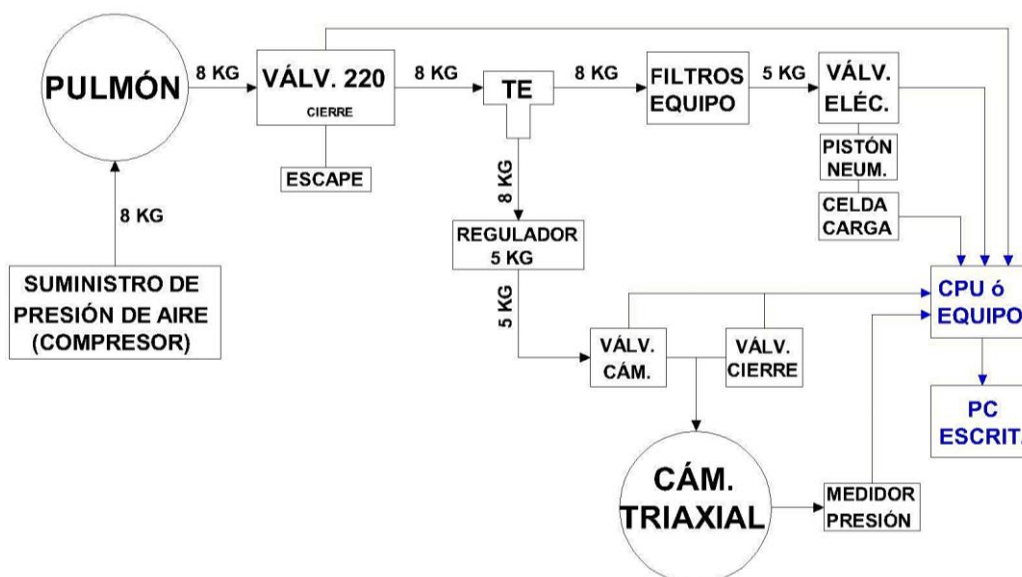 PULMÓN
8 KG
VÁLV. 220
CIERRE
8 KG
TE
8 KG
FILTROS
EQUIPO
5 KG
VÁLV.
ELÉC.
ESCAPE
PISTÓN
NEUM.
CELDA
CARGA
8 KG
8 KG
REGULADOR
5 KG
5 KG
SUMINISTRO DE
PRESIÓN DE AIRE
(COMPRESOR)
VÁLV.
CÁM.
VÁLV.
CIERRE
CPU ó
EQUIPO
PC
ESCRIT.
CÁM.
TRIAXIAL
MEDIDOR
PRESIÓN